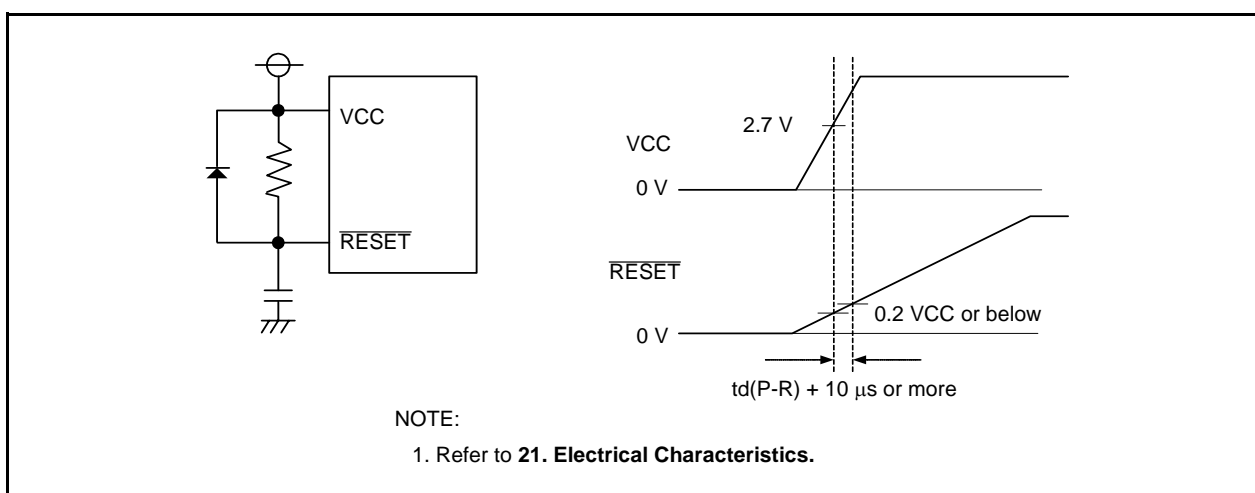 VCC
RESET
2.7 V
VCC
0 V
RESET
0.2 VCC or below
0 V
td(P-R) + 10 μs or more
NOTE:
1. Refer to 21. Electrical Characteristics.